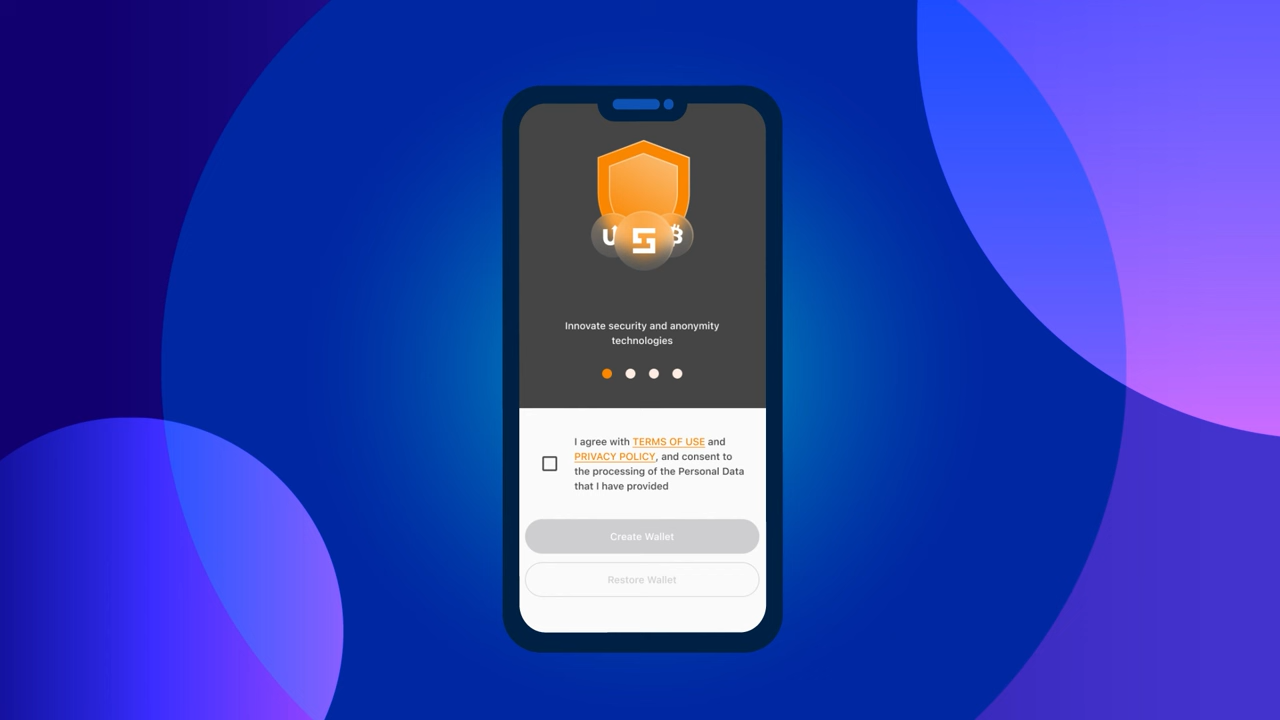 Innovate security and anonymity
technologies
I agree with TERMS OF USE and
PRIVACY POLICY, and consent to
the processing of the Personal Data
that I have provided
Create Wallet
Restore Wallet